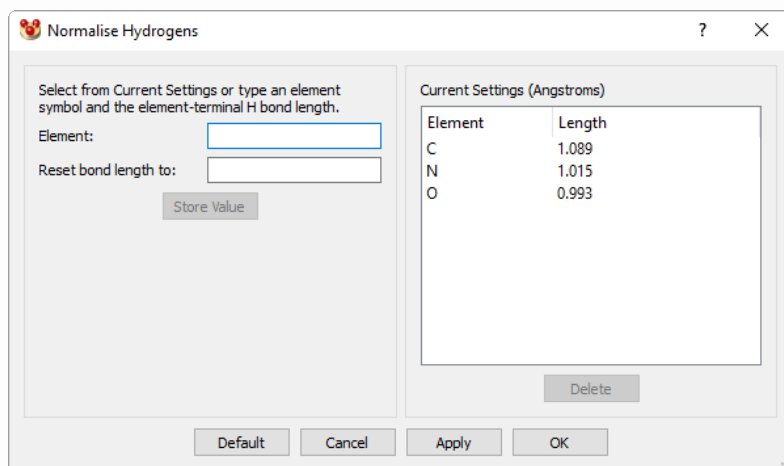 Normalise Hydrogens
?
Select from Current Settings or type an element
symbol and the element-terminal H bond length.
Element:
Reset bond length to:
Store Value
Current Settings (Angstroms)
Element Length
C 1.089
N 1.015
O 0.993
Delete
Default Cancel Apply OK